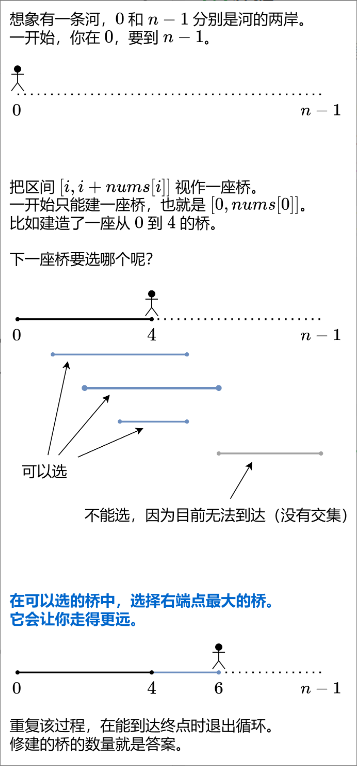 想象有一条河，0 和 n − 1 分别是河的两岸。
一开始，你在 0，要到 n − 1。
0 n − 1
把区间 [i, i + nums[i]] 视作一座桥。
一开始只能建一座桥，也就是 [0, nums[0]]。
比如建造了一座从 0 到 4 的桥。
下一座桥要选哪个呢？
0 4 n − 1
可以选
不能选，因为目前无法到达（没有交集）
在可以选的桥中，选择右端点最大的桥。
它会让你走得更远。
0 4 6 n − 1
重复该过程，在能到达终点时退出循环。
修建的桥的数量就是答案。